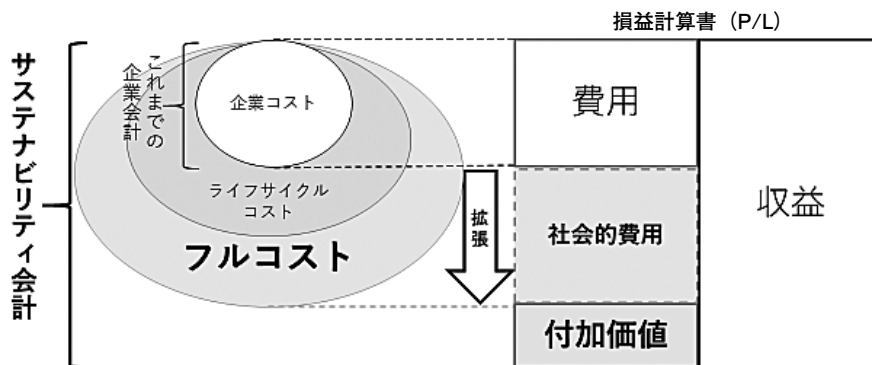 損益計算書（P/L）
サステナビリティ会計
これまでの
企業会計
企業コスト
ライフサイクル
コスト
フルコスト
拡張
費用
社会的費用
付加価値
収益